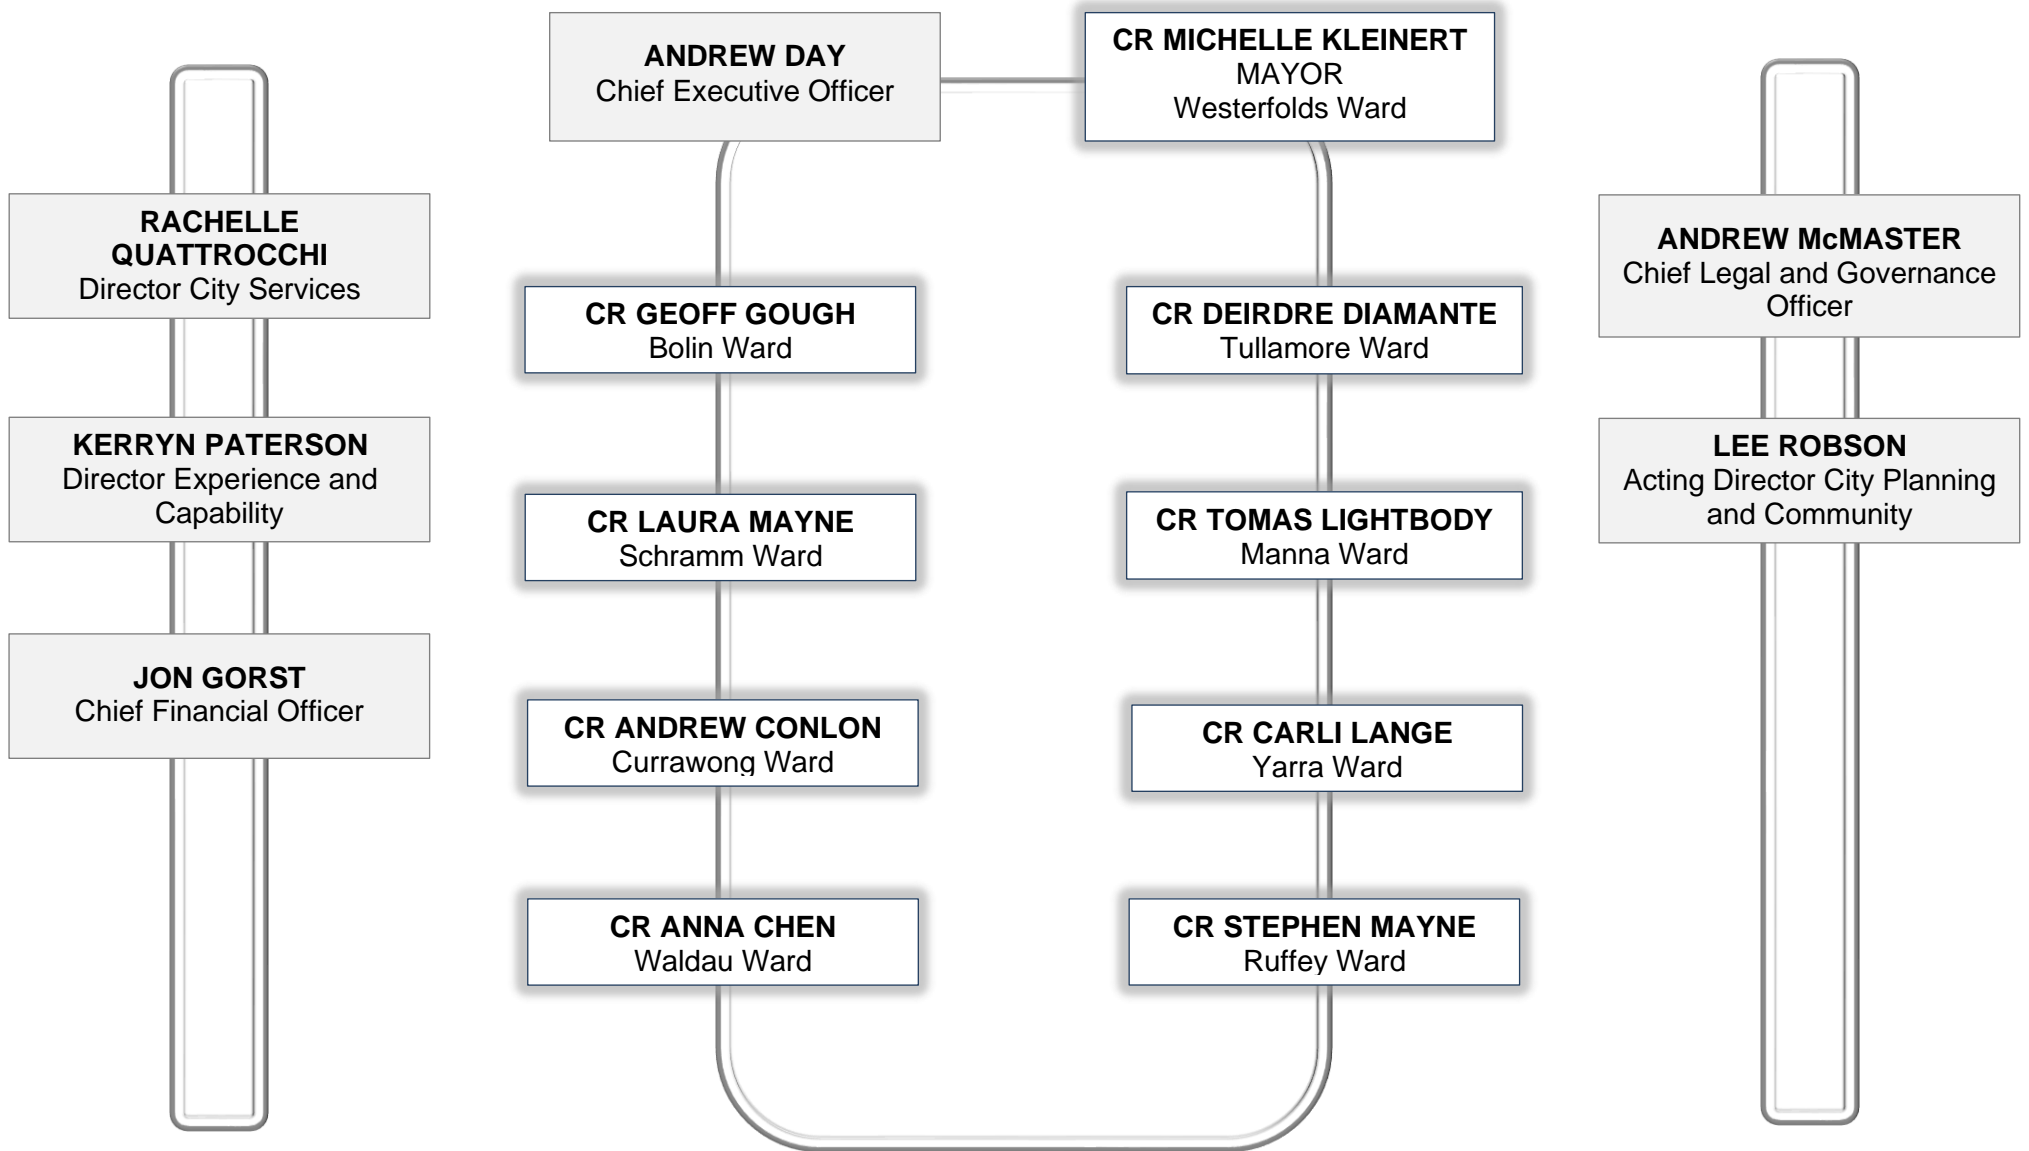 ANDREW DAY
Chief Executive Officer
CR MICHELLE KLEINERT
MAYOR
Westerfolds Ward
RACHELLE
QUATTROCCHI
Director City Services
KERRYN PATERSON
Director Experience and
Capability
JON GORST
Chief Financial Officer
CR GEOFF GOUGH
Bolin Ward
CR LAURA MAYNE
Schramm Ward
CR ANDREW CONLON
Currawong Ward
CR ANNA CHEN
Waldau Ward
CR DEIRDRE DIAMANTE
Tullamore Ward
CR TOMAS LIGHTBODY
Manna Ward
CR CARLI LANGE
Yarra Ward
CR STEPHEN MAYNE
Ruffey Ward
ANDREW McMASTER
Chief Legal and Governance
Officer
LEE ROBSON
Acting Director City Planning
and Community